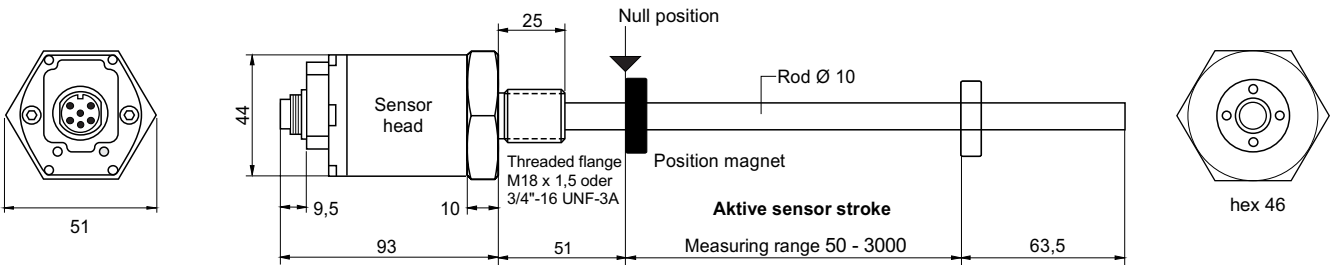 51
44
Sensor
head
9,5
10
93
25
Threaded flange
M18 x 1,5 oder
3/4"-16 UNF-3A
51
Null position
Position magnet
Rod Ø 10
Aktive sensor stroke
Measuring range 50 - 3000
63,5
hex 46